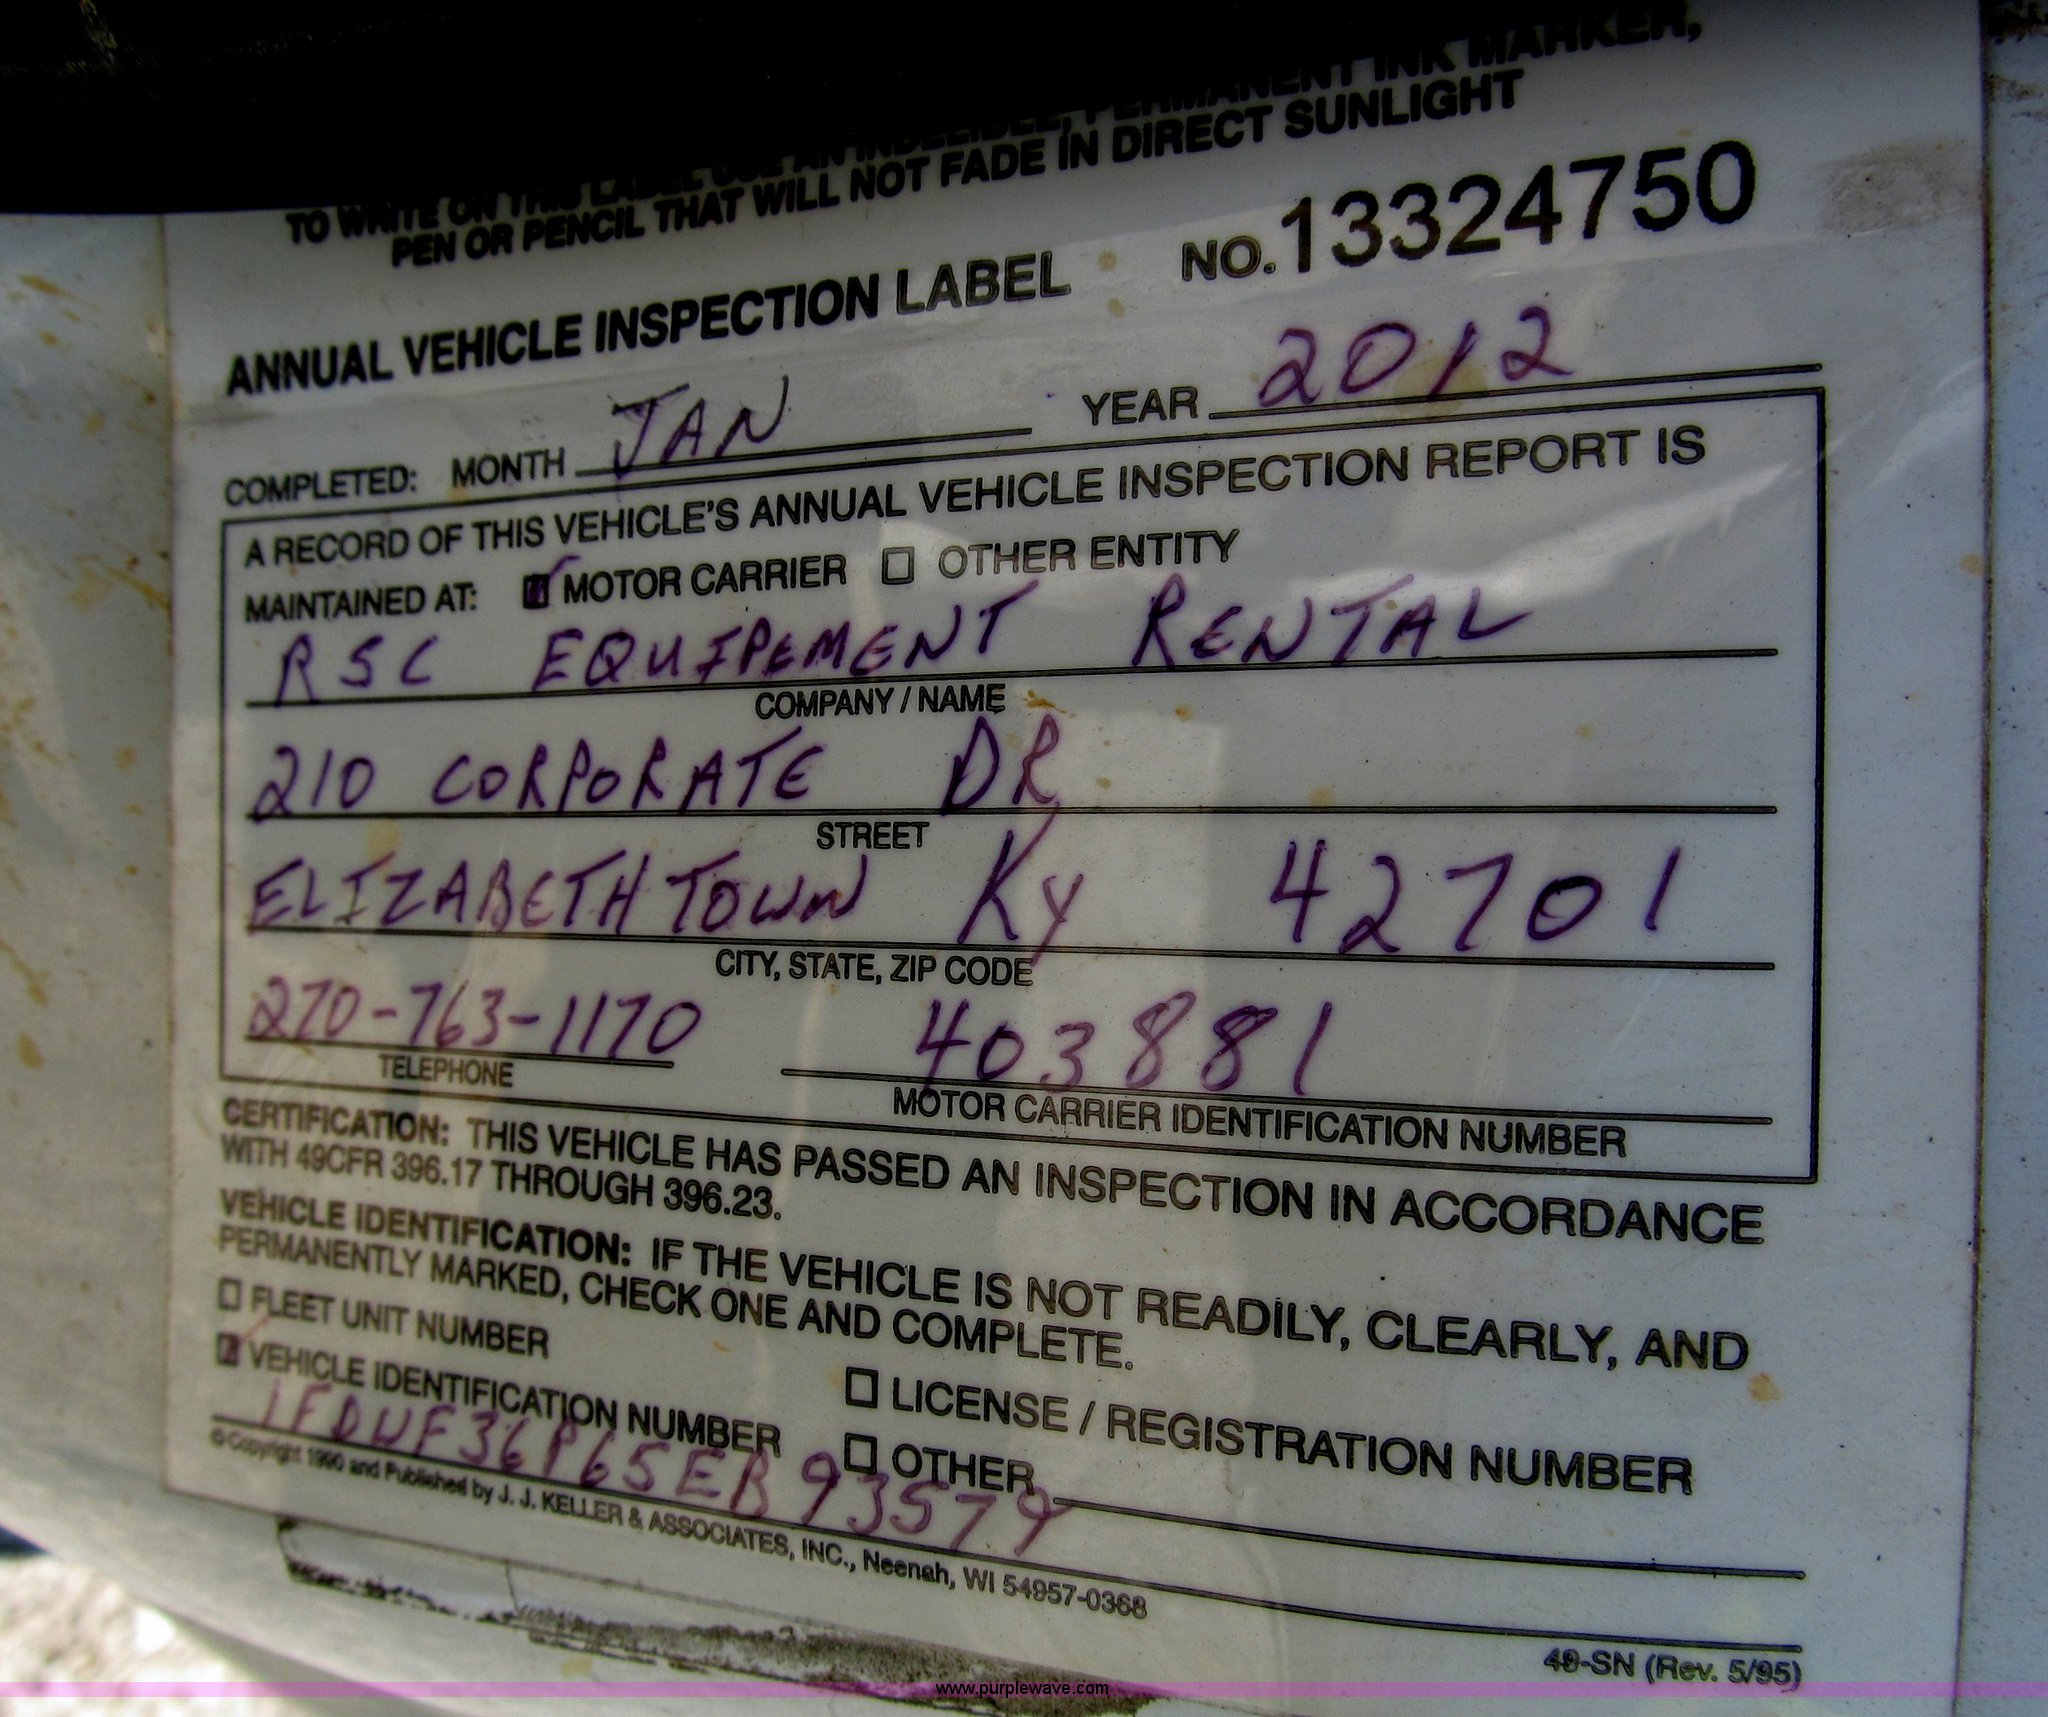 TO WRITE ON THIS LABEL USE AN INDELIBLE, PERMANENT INK MARKER,
PEN OR PENCIL THAT WILL NOT FADE IN DIRECT SUNLIGHT
ANNUAL VEHICLE INSPECTION LABEL NO. 13324750
COMPLETED: MONTH JAN YEAR 2012
A RECORD OF THIS VEHICLE'S ANNUAL VEHICLE INSPECTION REPORT IS
MAINTAINED AT: MOTOR CARRIER OTHER ENTITY
RSC EQUIPEMENT RENTAL
COMPANY / NAME
210 CORPORATE DR
STREET
ELIZABETHTOWN KY 42701
CITY, STATE, ZIP CODE
270-763-1170 403881
TELEPHONE MOTOR CARRIER IDENTIFICATION NUMBER
CERTIFICATION: THIS VEHICLE HAS PASSED AN INSPECTION IN ACCORDANCE
WITH 49CFR 396.17 THROUGH 396.23.
VEHICLE IDENTIFICATION: IF THE VEHICLE IS NOT READILY, CLEARLY, AND
PERMANENTLY MARKED, CHECK ONE AND COMPLETE.
FLEET UNIT NUMBER LICENSE / REGISTRATION NUMBER
VEHICLE IDENTIFICATION NUMBER OTHER
1FDWF36P65EB93579
© Copyright 1990 and Published by J. J. KELLER & ASSOCIATES, INC., Neenah, WI 54957-0368
49-SN (Rev. 5/95)
www.purplewave.com